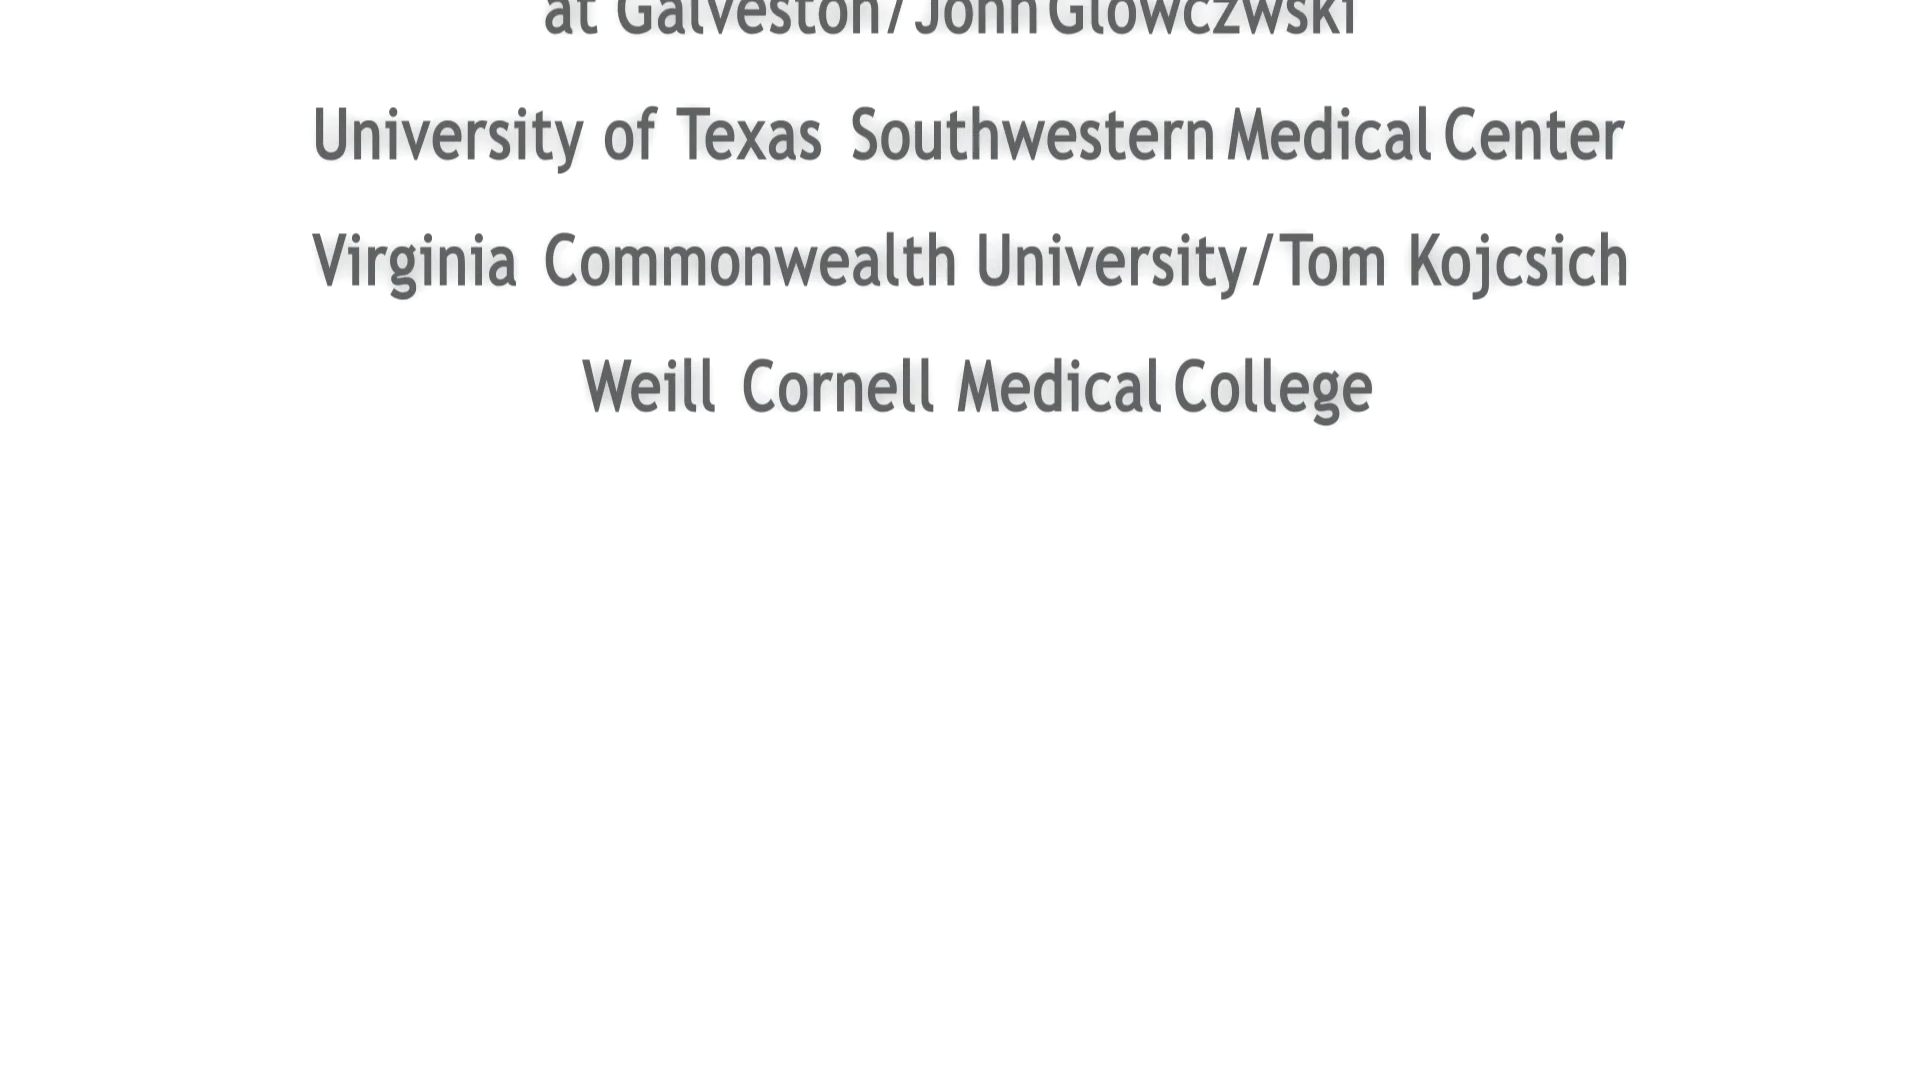 at Galveston/John Glowczwski
University of Texas Southwestern Medical Center
Virginia Commonwealth University/Tom Kojcsich
Weill Cornell Medical College